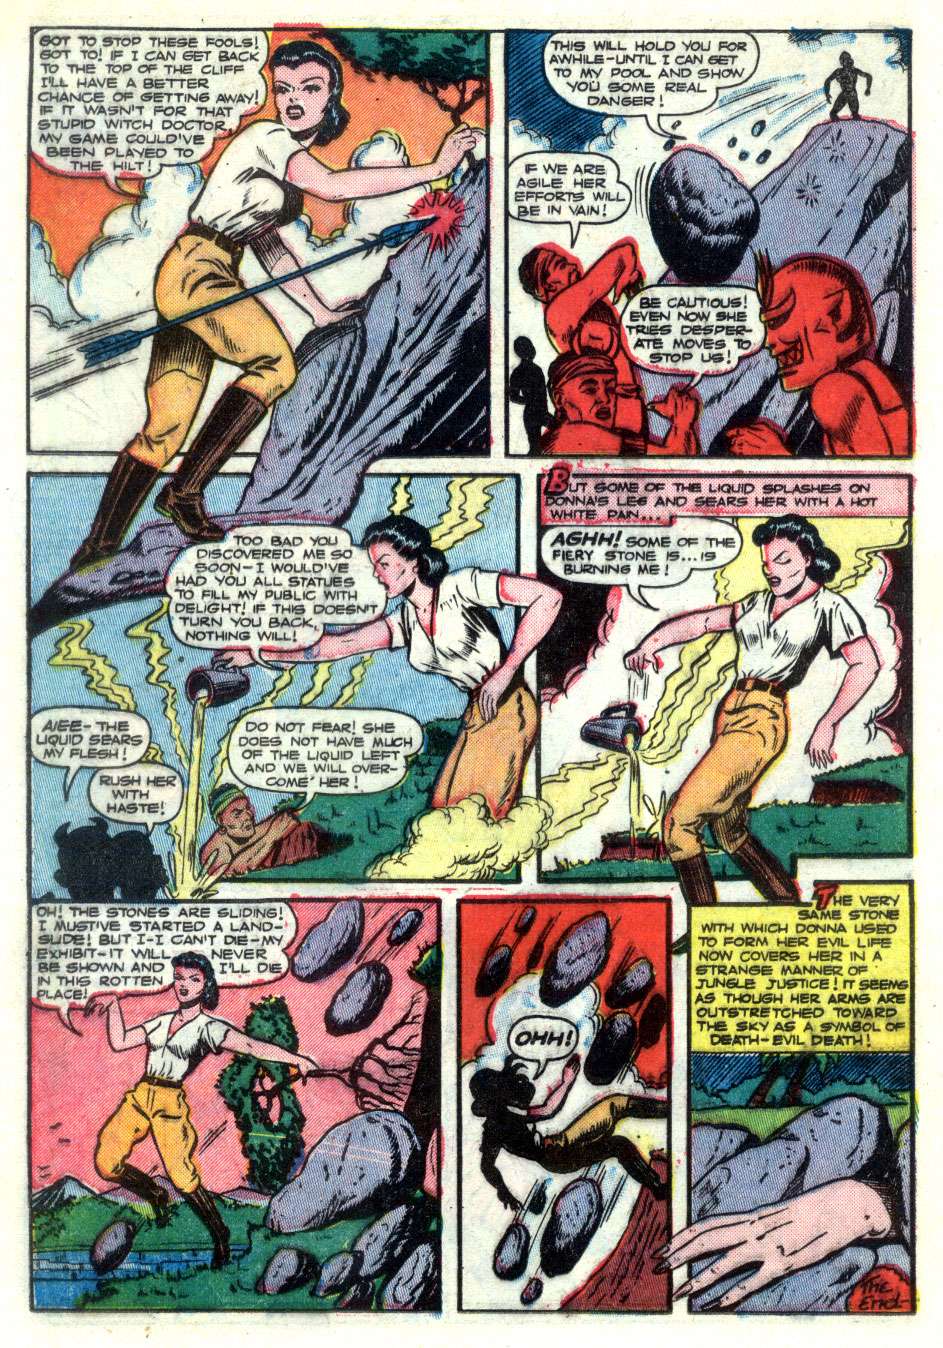 GOT TO STOP THESE FOOLS!
GOT TO! IF I CAN GET BACK
TO THE TOP OF THE CLIFF
I'LL HAVE A BETTER
CHANCE OF GETTING AWAY!
IF IT WASN'T FOR THAT
STUPID WITCH DOCTOR,
MY GAME COULD'VE
BEEN PLAYED TO
THE HILT!
THIS WILL HOLD YOU FOR
AWHILE-UNTIL I CAN GET
TO MY POOL AND SHOW
YOU SOME REAL
DANGER!
IF WE ARE
AGILE HER
EFFORTS WILL
BE IN VAIN!
BE CAUTIOUS!
EVEN NOW SHE
TRIES DESPER-
ATE MOVES TO
STOP US!
TOO BAD YOU
DISCOVERED ME SO
SOON-I WOULD'VE
HAD YOU ALL STATUES
TO FILL MY PUBLIC WITH
DELIGHT! IF THIS DOESN'T
TURN YOU BACK,
NOTHING WILL!
AIEE-THE
LIQUID SEARS
MY FLESH!
RUSH HER
WITH
HASTE!
DO NOT FEAR! SHE
DOES NOT HAVE MUCH
OF THE LIQUID LEFT
AND WE WILL OVER-
COME HER!
BUT SOME OF THE LIQUID SPLASHES ON
DONNA'S LEG AND SEARS HER WITH A HOT
WHITE PAIN...
AGHH! SOME OF THE
FIERY STONE IS...IS
BURNING ME!
OH! THE STONES ARE SLIDING!
I MUST'VE STARTED A LAND-
SLIDE! BUT I-I CAN'T DIE-MY
EXHIBIT-IT WILL NEVER
BE SHOWN AND I'LL DIE
IN THIS ROTTEN
PLACE!
OHH!
THE VERY
SAME STONE
WITH WHICH DONNA USED
TO FORM HER EVIL LIFE
NOW COVERS HER IN A
STRANGE MANNER OF
JUNGLE JUSTICE! IT SEEMS
AS THOUGH HER ARMS ARE
OUTSTRETCHED TOWARD
THE SKY AS A SYMBOL OF
DEATH-EVIL DEATH!
The
End-